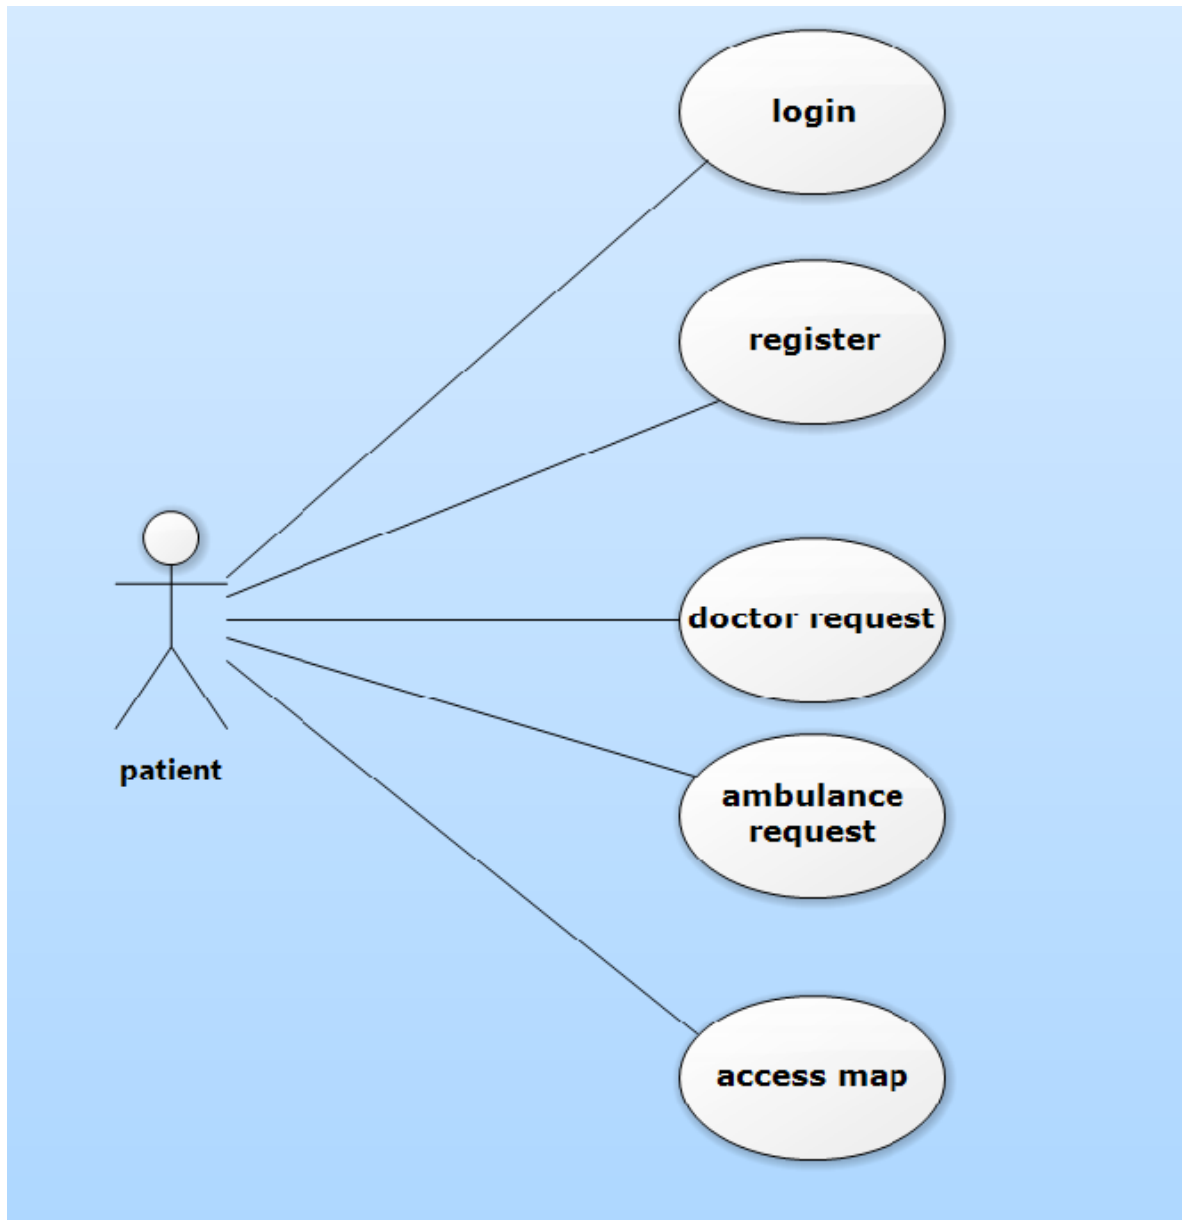 login
register
doctor request
patient
ambulance
request
access map